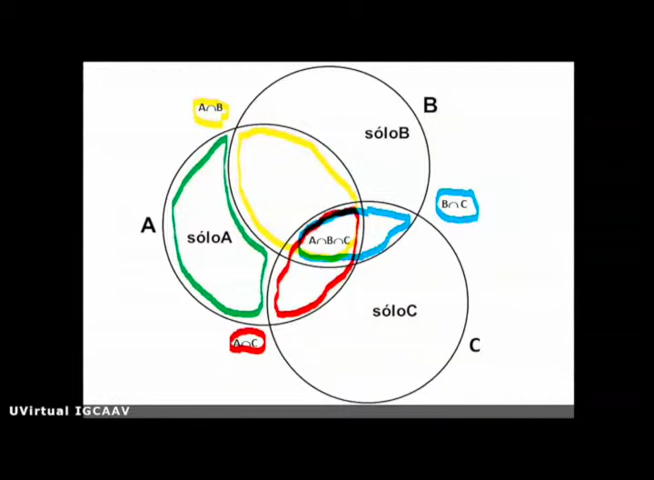 A∩B
B
sóloB
B∩C
A
sóloA
A∩B∩C
sóloC
A∩C
C
UVirtual IGCAAV